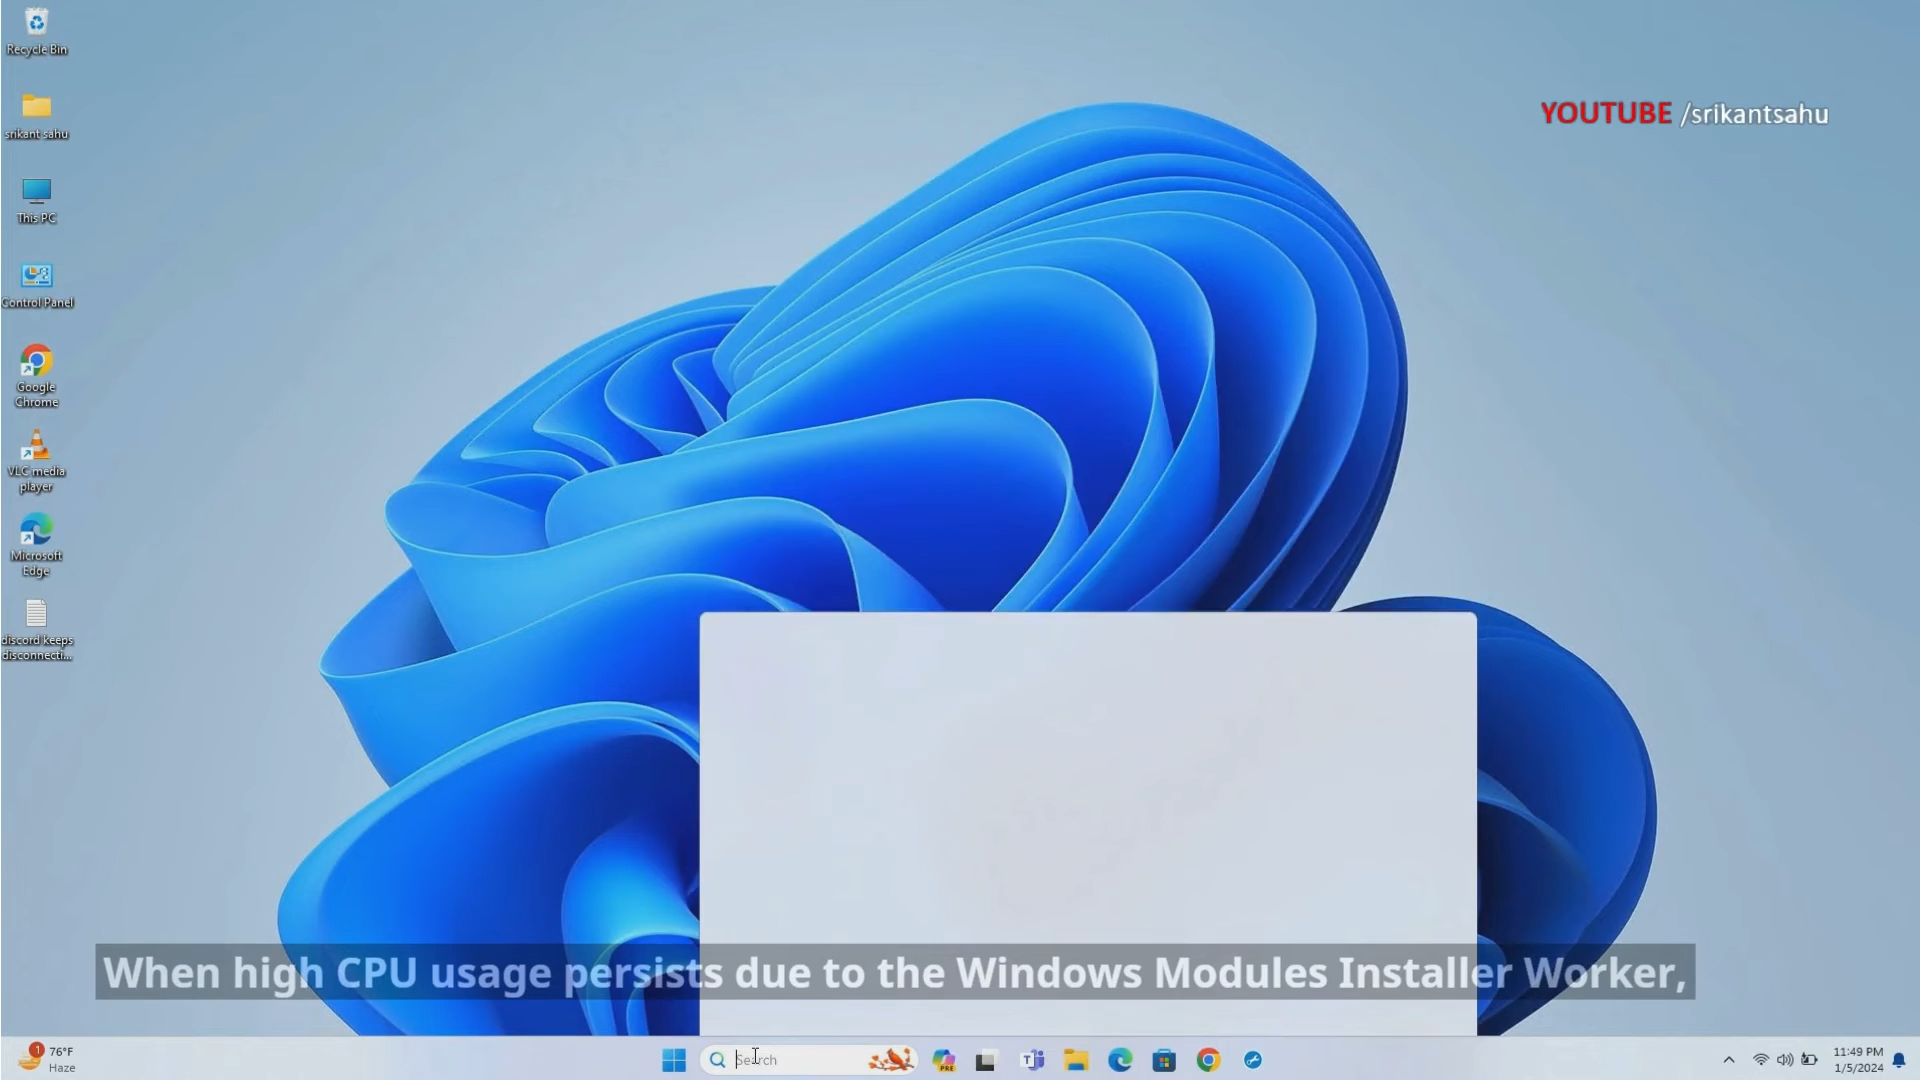 Recycle Bin
srikant sahu
This PC
Control Panel
Google
Chrome
VLC media
player
Microsoft
Edge
discord keeps
disconnecti...
YOUTUBE /srikantsahu
When high CPU usage persists due to the Windows Modules Installer Worker,
1
76°F
Haze
Search
PRE
T
11:49 PM
1/5/2024